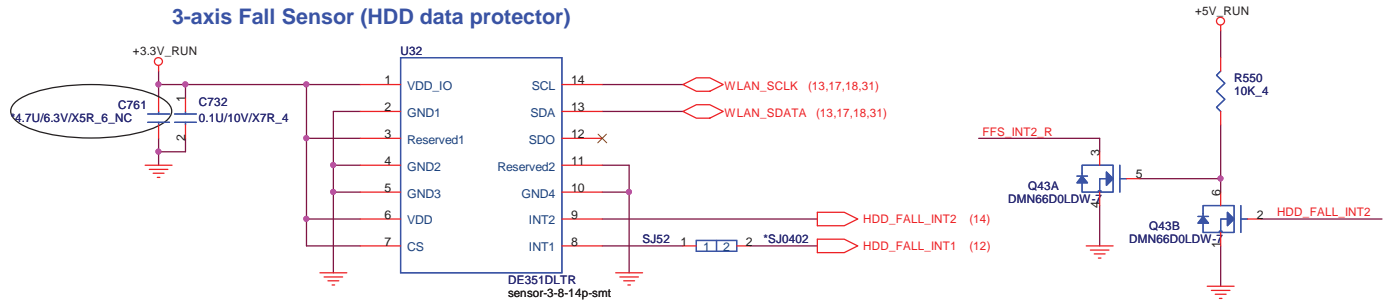 3-axis Fall Sensor (HDD data protector)
+3.3V_RUN
C761
*4.7U/6.3V/X5R_6_NC
1
2
C732
0.1U/10V/X7R_4
U32
1 VDD_IO
2 GND1
3 Reserved1
4 GND2
5 GND3
6 VDD
7 CS
SCL 14
SDA 13
SDO 12
Reserved2 11
GND4 10
INT2 9
INT1 8
DE351DLTR
sensor-3-8-14p-smt
WLAN_SCLK (13,17,18,31)
WLAN_SDATA (13,17,18,31)
HDD_FALL_INT2 (14)
SJ52 1 1 2 2 *SJ0402 HDD_FALL_INT1 (12)
+5V_RUN
R550
10K_4
FFS_INT2_R
3
5
4
Q43A
DMN66D0LDW-7
6
2
1
HDD_FALL_INT2
Q43B
DMN66D0LDW-7